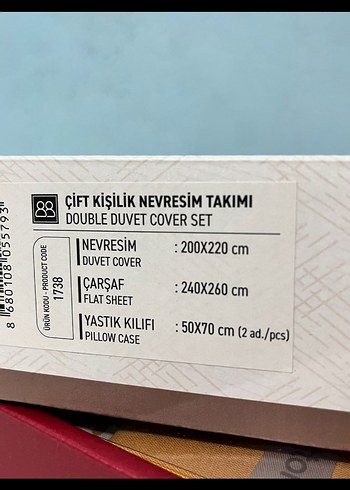 ÇİFT KİŞİLİK NEVRESİM TAKIMI
DOUBLE DUVET COVER SET
NEVRESİM : 200X220 cm
DUVET COVER
ÇARŞAF : 240X260 cm
FLAT SHEET
YASTIK KILIFI : 50X70 cm (2 ad./pcs)
PILLOW CASE
ÜRÜN KODU - PRODUCT CODE
1738
8 680108 055793